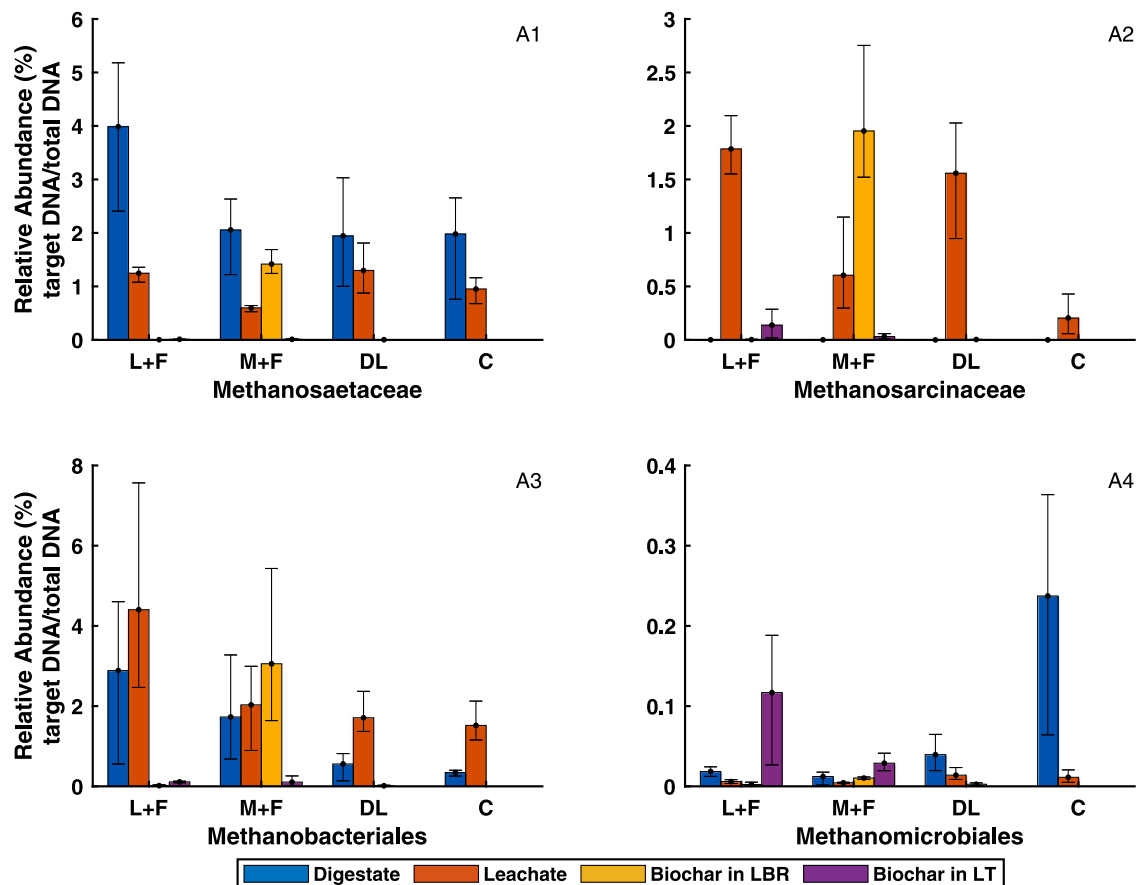 A1
6
5
4
3
2
1
0
Relative Abundance (%)
target DNA/total DNA
L+F M+F DL C
Methanosaetaceae
A2
3
2.5
2
1.5
1
0.5
0
L+F M+F DL C
Methanosarcinaceae
A3
8
6
4
2
0
Relative Abundance (%)
target DNA/total DNA
L+F M+F DL C
Methanobacteriales
A4
0.4
0.3
0.2
0.1
0
L+F M+F DL C
Methanomicrobiales
Digestate Leachate Biochar in LBR Biochar in LT